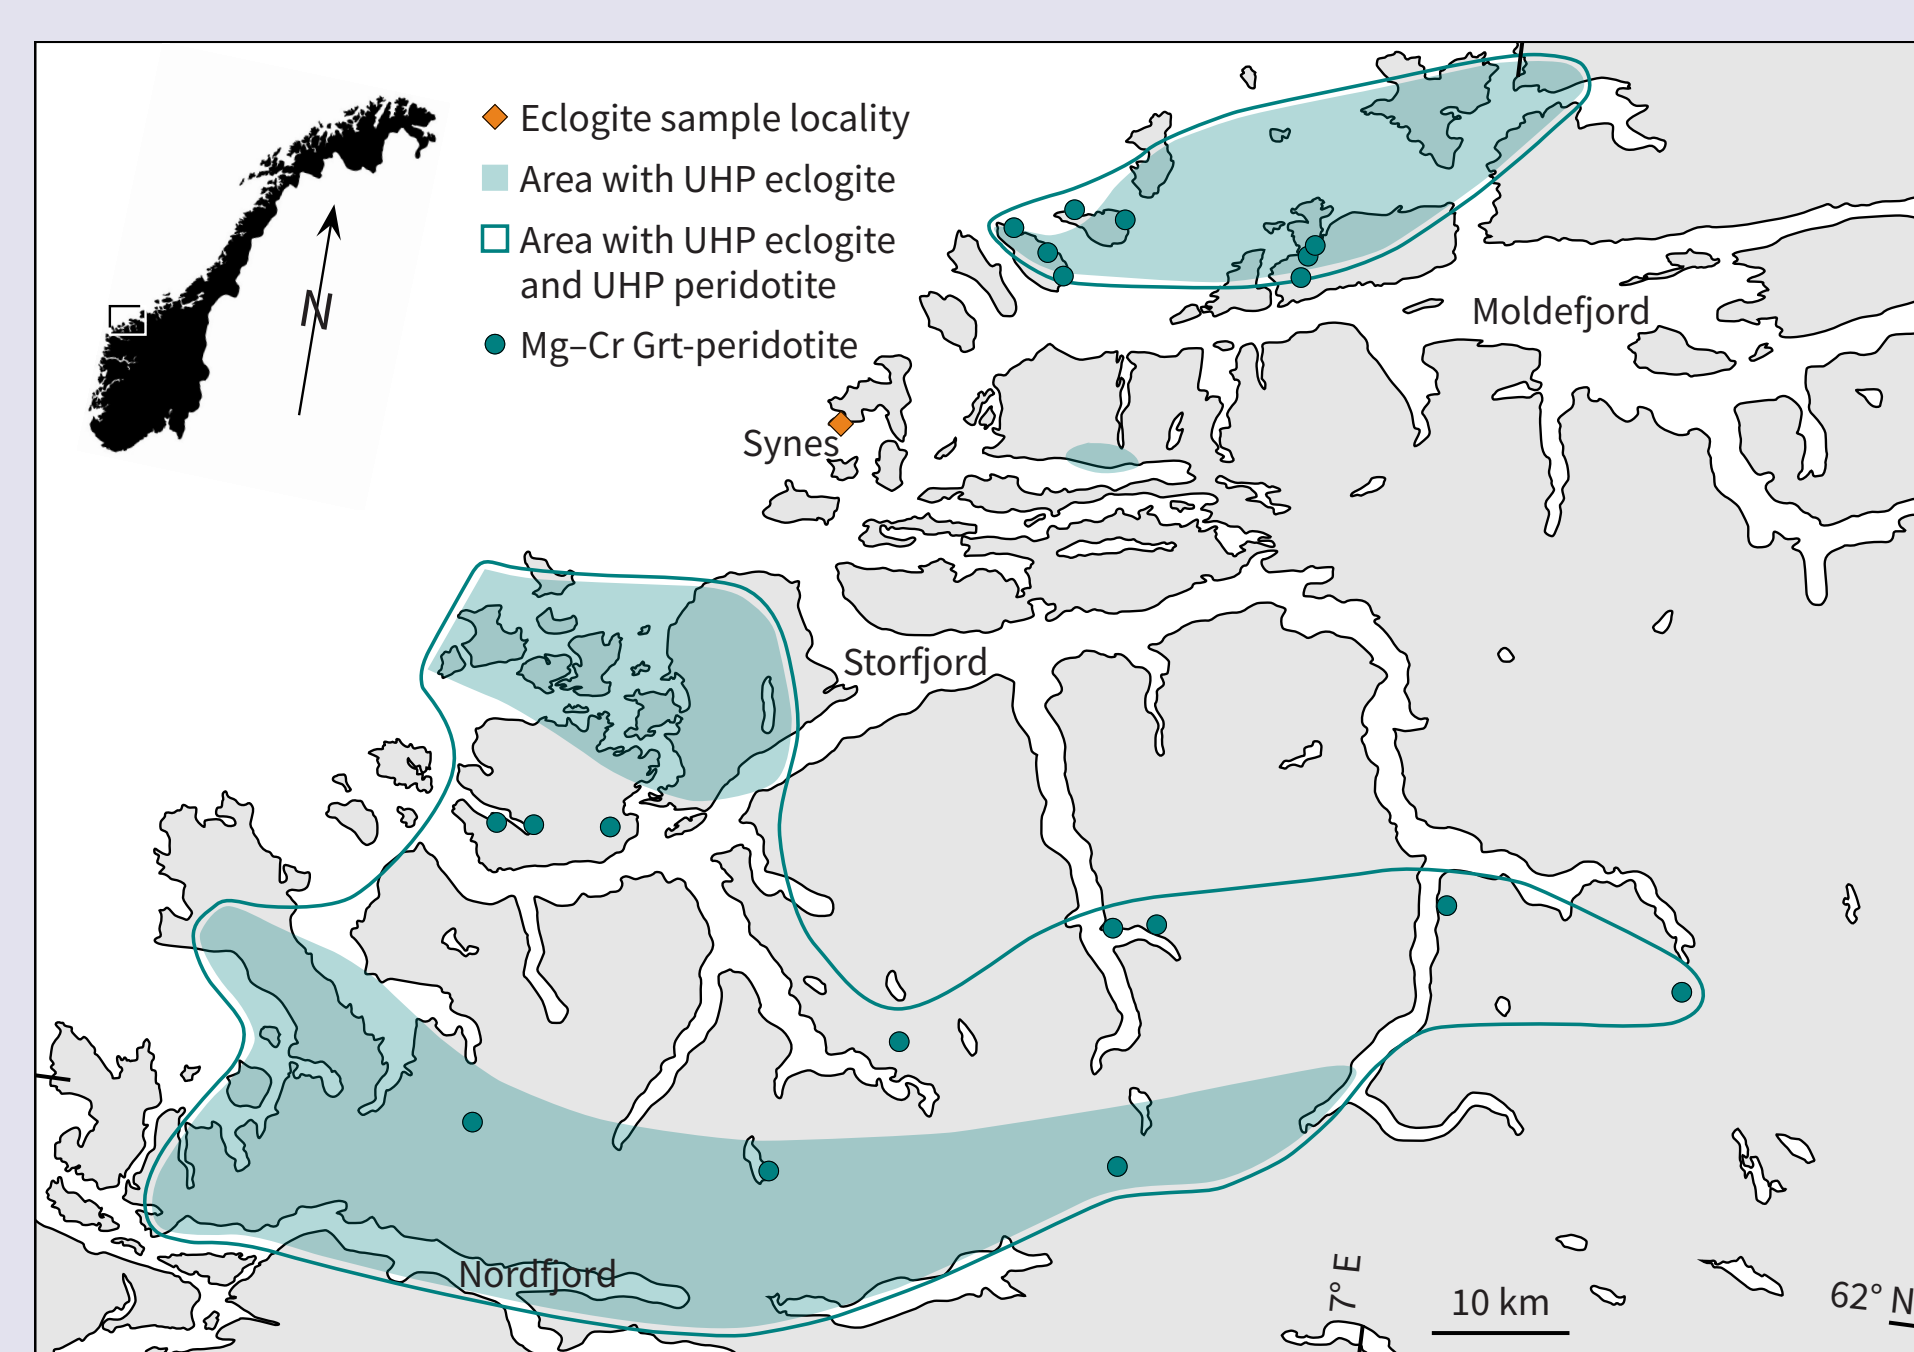 Eclogite sample locality
Area with UHP eclogite
Area with UHP eclogite
and UHP peridotite
Mg–Cr Grt-peridotite
N
Moldefjord
Synes
Storfjord
Nordfjord
7° E
10 km
62° N